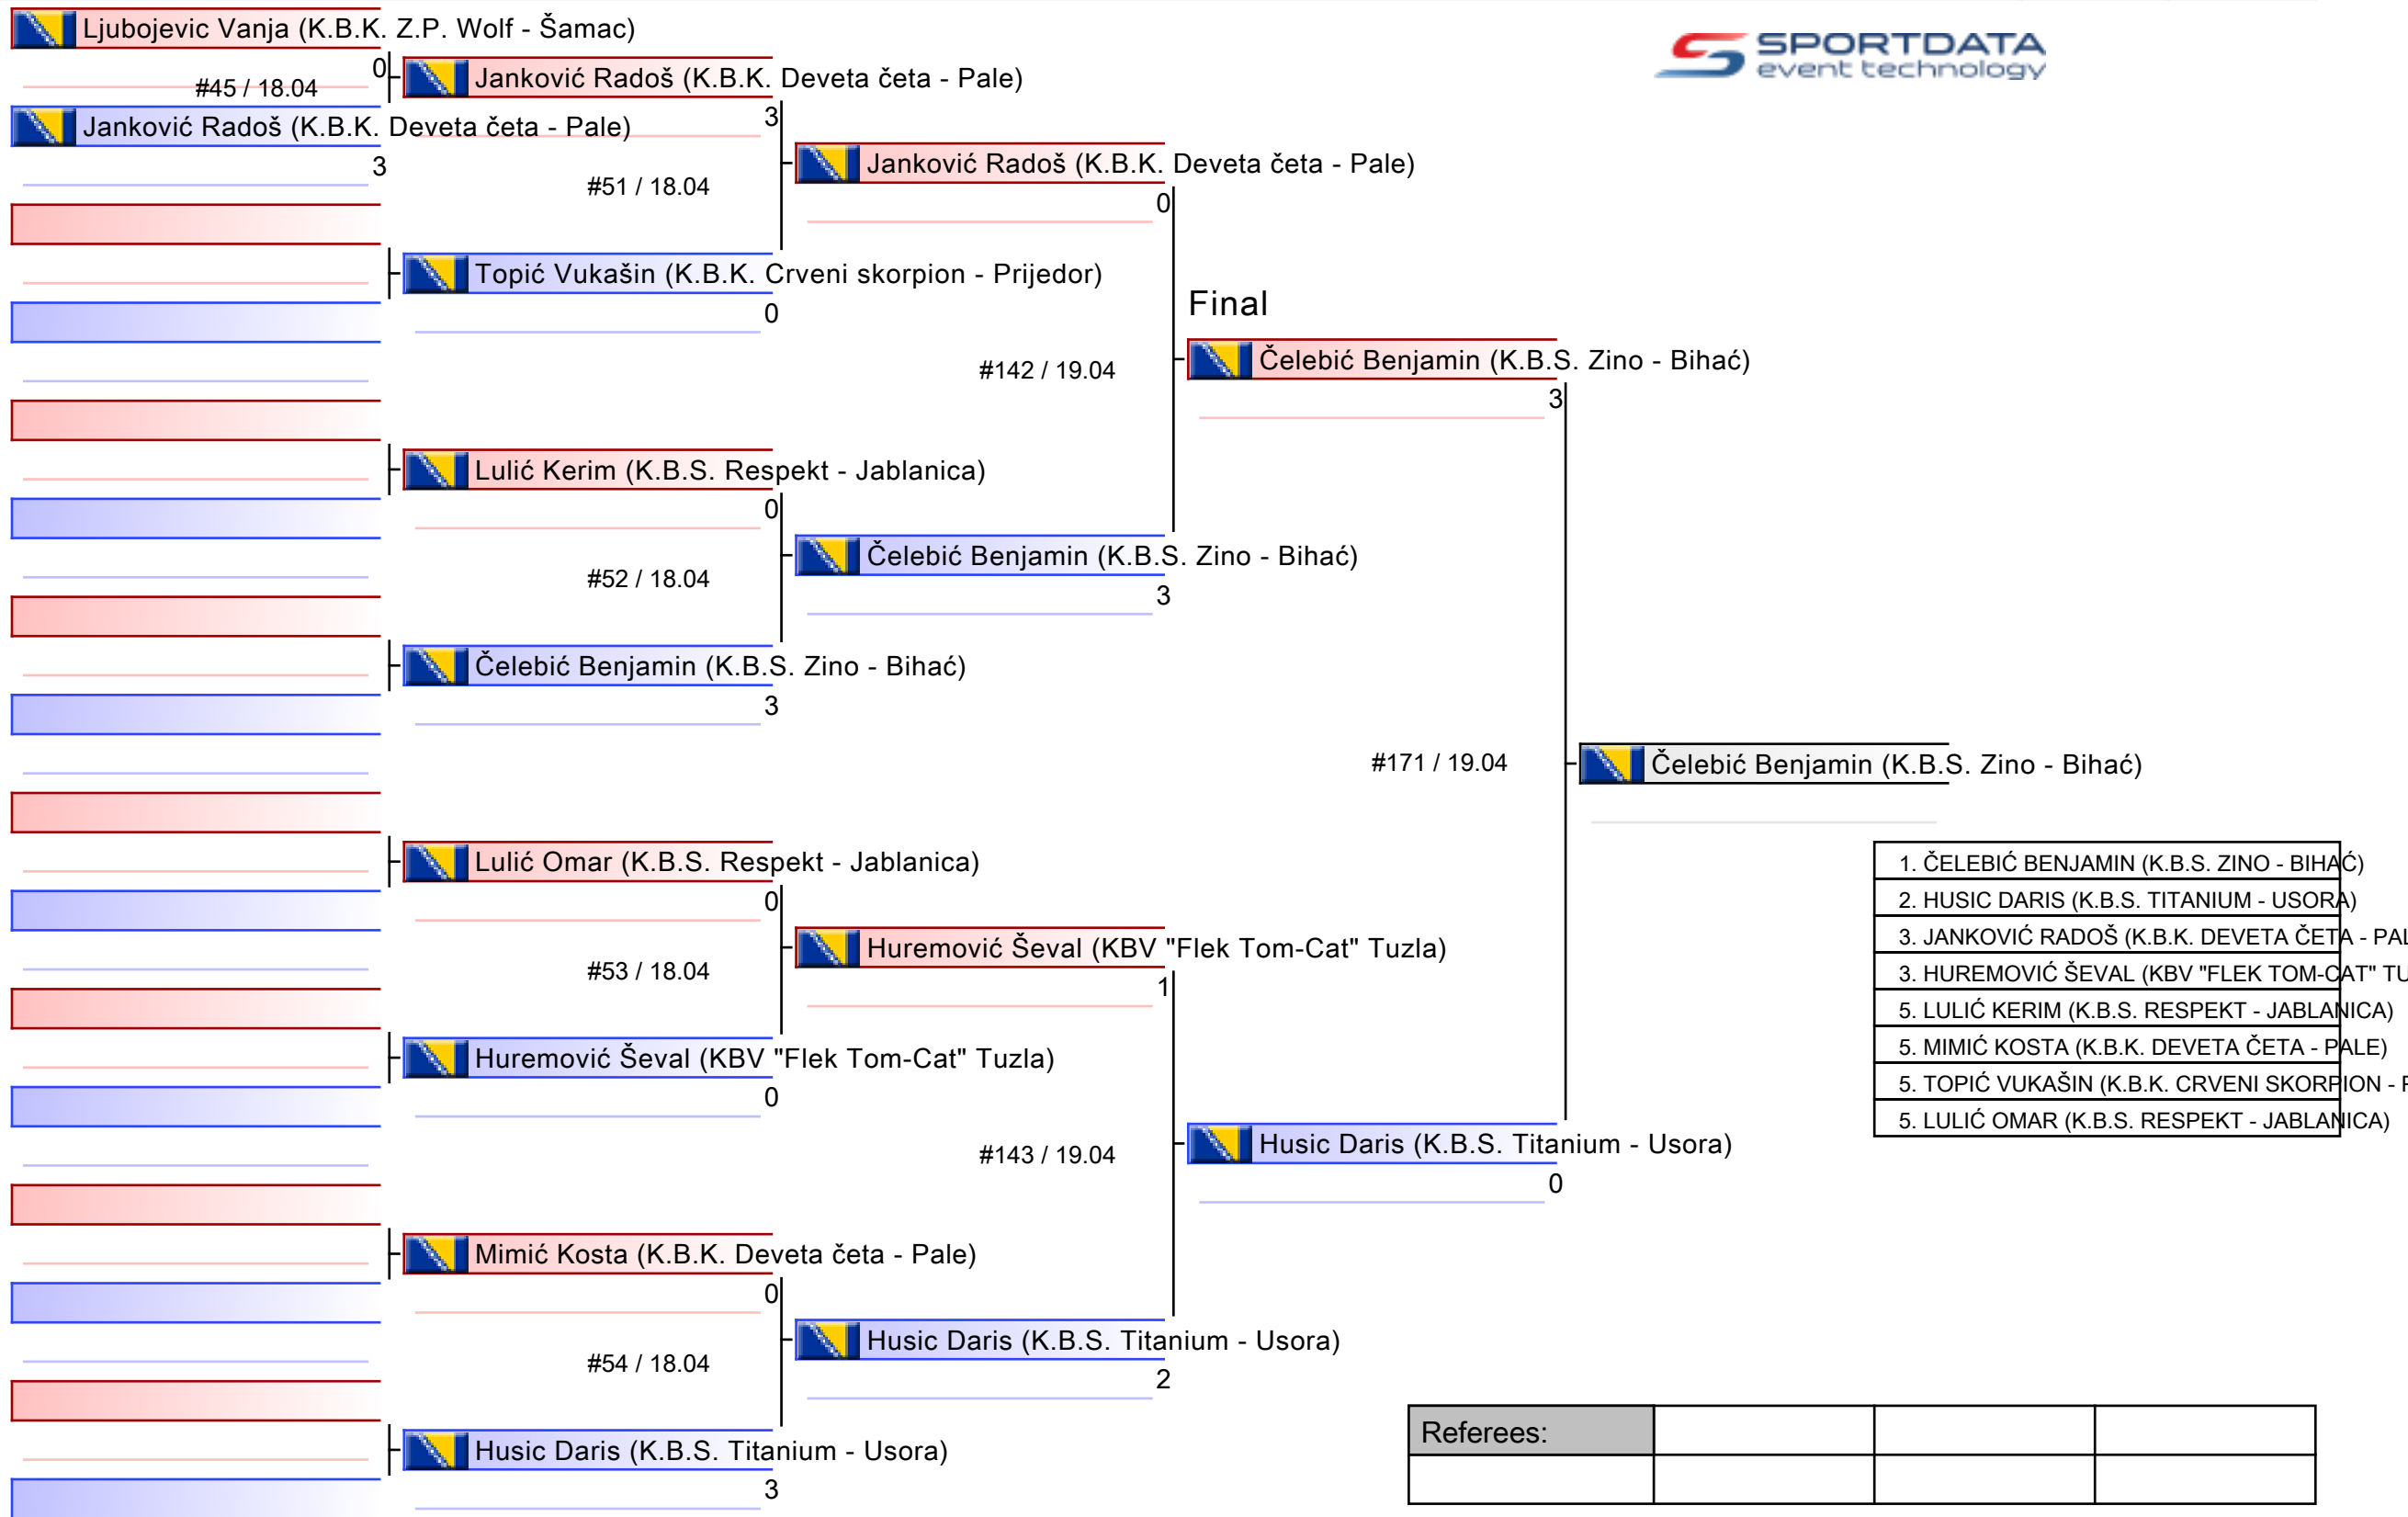 Ljubojevic Vanja (K.B.K. Z.P. Wolf - Šamac)
0
#45 / 18.04
Janković Radoš (K.B.K. Deveta četa - Pale)
3
Janković Radoš (K.B.K. Deveta četa - Pale)
3
#51 / 18.04
Topić Vukašin (K.B.K. Crveni skorpion - Prijedor)
0
Lulić Kerim (K.B.S. Respekt - Jablanica)
0
#52 / 18.04
Čelebić Benjamin (K.B.S. Zino - Bihać)
3
Lulić Omar (K.B.S. Respekt - Jablanica)
0
#53 / 18.04
Huremović Ševal (KBV "Flek Tom-Cat" Tuzla)
0
Mimić Kosta (K.B.K. Deveta četa - Pale)
0
#54 / 18.04
Husic Daris (K.B.S. Titanium - Usora)
3
Janković Radoš (K.B.K. Deveta četa - Pale)
0
#142 / 19.04
Čelebić Benjamin (K.B.S. Zino - Bihać)
3
Huremović Ševal (KBV "Flek Tom-Cat" Tuzla)
1
#143 / 19.04
Husic Daris (K.B.S. Titanium - Usora)
2
Final
Čelebić Benjamin (K.B.S. Zino - Bihać)
3
#171 / 19.04
Husic Daris (K.B.S. Titanium - Usora)
0
Čelebić Benjamin (K.B.S. Zino - Bihać)
SPORTDATA
event technology
1. ČELEBIĆ BENJAMIN (K.B.S. ZINO - BIHAĆ)
2. HUSIC DARIS (K.B.S. TITANIUM - USORA)
3. JANKOVIĆ RADOŠ (K.B.K. DEVETA ČETA - PAL
3. HUREMOVIĆ ŠEVAL (KBV "FLEK TOM-CAT" TU
5. LULIĆ KERIM (K.B.S. RESPEKT - JABLANICA)
5. MIMIĆ KOSTA (K.B.K. DEVETA ČETA - PALE)
5. TOPIĆ VUKAŠIN (K.B.K. CRVENI SKORPION -
5. LULIĆ OMAR (K.B.S. RESPEKT - JABLANICA)
Referees: